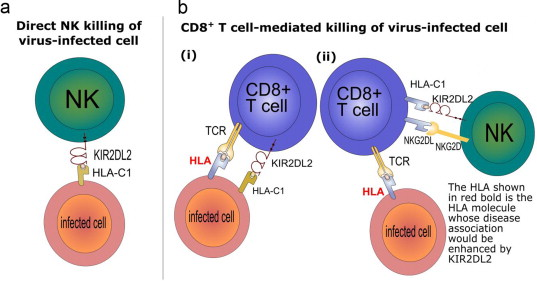 a
Direct NK killing of
virus-infected cell
NK
KIR2DL2
HLA-C1
infected cell
b
CD8+ T cell-mediated killing of virus-infected cell
(i)
CD8+
T cell
TCR
HLA
KIR2DL2
HLA-C1
infected cell
(ii)
CD8+
T cell
HLA-C1
KIR2DL2
NKG2DL
NKG2D
NK
TCR
HLA
infected cell
The HLA shown
in red bold is the
HLA molecule
whose disease
association
would be
enhanced by
KIR2DL2